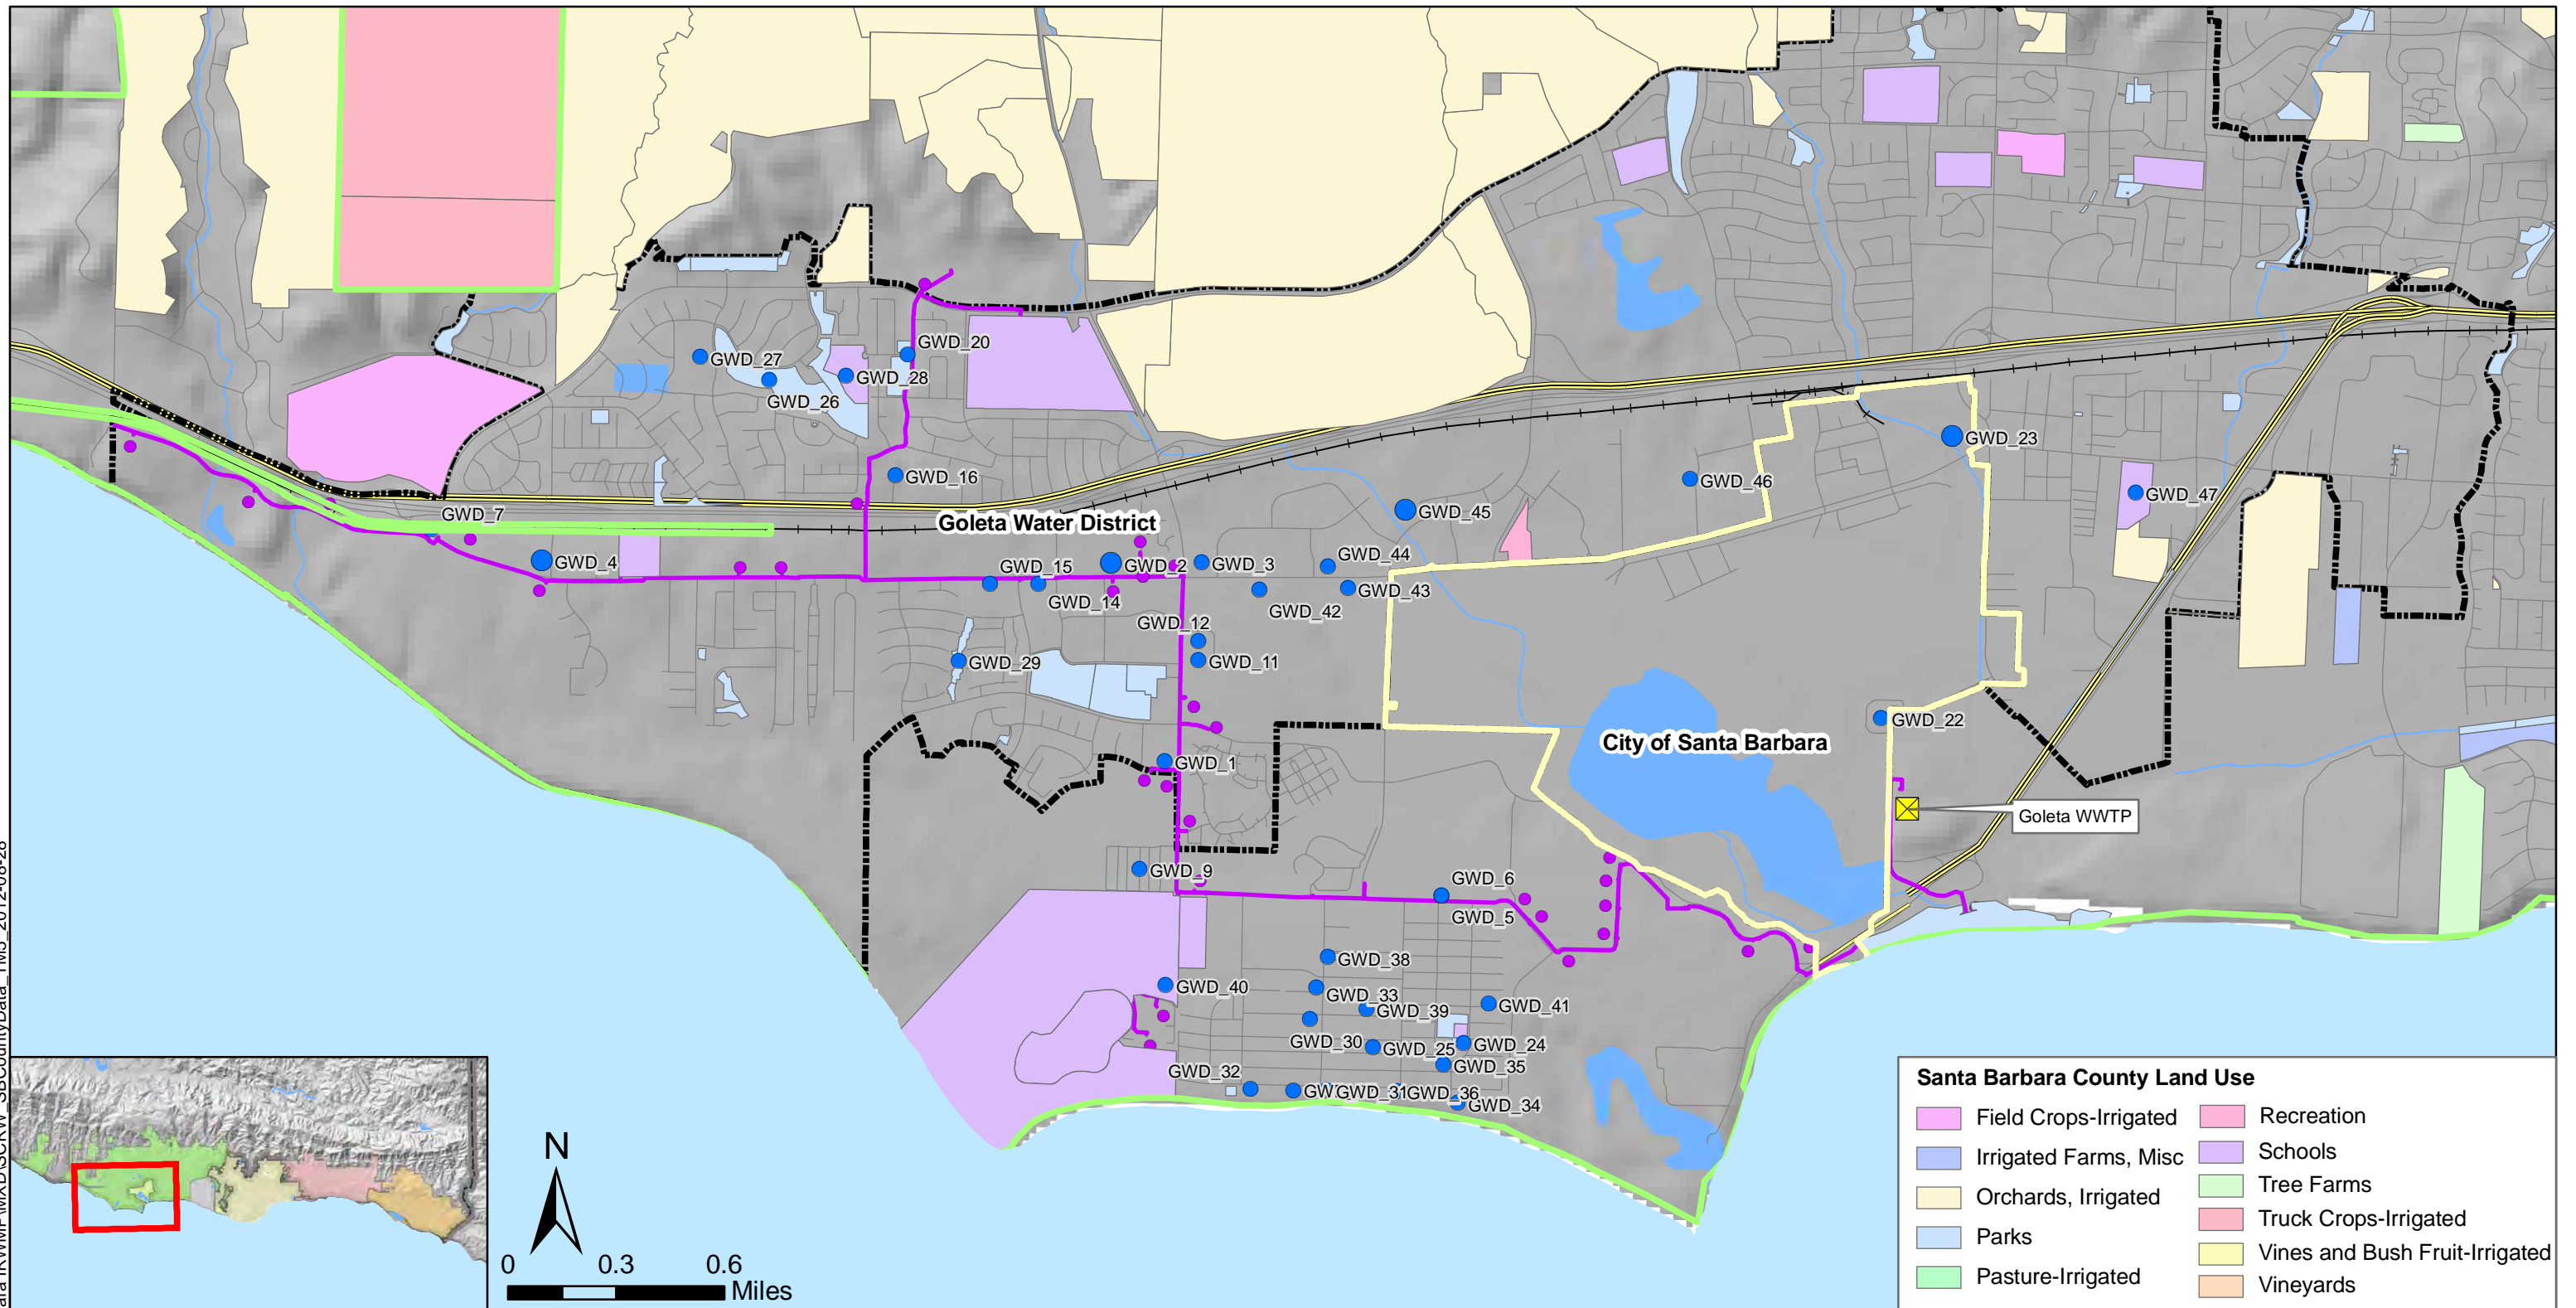 GWD_20
GWD_27
GWD_28
GWD_26
GWD_23
GWD_16
GWD_46
GWD_47
GWD_7
GWD_45
Goleta Water District
GWD_4
GWD_15
GWD_2
GWD_3
GWD_44
GWD_14
GWD_43
GWD_42
GWD_12
GWD_29
GWD_11
GWD_22
City of Santa Barbara
GWD_1
Goleta WWTP
GWD_9
GWD_6
GWD_5
GWD_38
GWD_40
GWD_33
GWD_39
GWD_41
GWD_30
GWD_25
GWD_24
GWD_35
GWD_32
GWD_31
GWD_36
GWD_34
N
0 0.3 0.6
Miles
Santa Barbara County Land Use
Field Crops-Irrigated
Irrigated Farms, Misc
Orchards, Irrigated
Parks
Pasture-Irrigated
Recreation
Schools
Tree Farms
Truck Crops-Irrigated
Vines and Bush Fruit-Irrigated
Vineyards